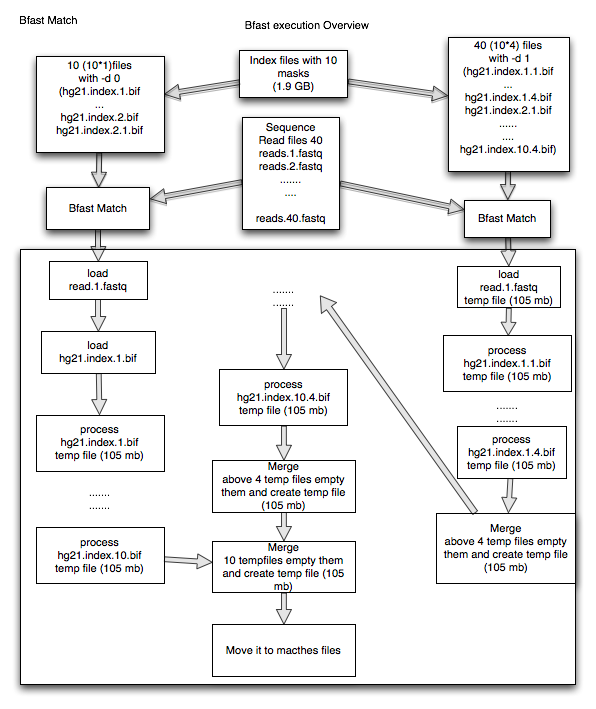 Bfast Match
Bfast execution Overview
10 (10*1)files
with -d 0
(hg21.index.1.bif
...
hg21.index.2.bif
hg21.index.2.1.bif
Index files with 10
masks
(1.9 GB)
40 (10*4) files
with -d 1
(hg21.index.1.1.bif
...
hg21.index.1.4.bif
hg21.index.2.1.bif
......
....
hg21.index.10.4.bif)
Sequence
Read files 40
reads.1.fastq
reads.2.fastq
.......
....
reads.40.fastq
Bfast Match
Bfast Match
load
read.1.fastq
load
hg21.index.1.bif
process
hg21.index.1.bif
temp file (105 mb)
.......
.......
process
hg21.index.10.bif
temp file (105 mb)
.......
.......
process
hg21.index.10.4.bif
temp file (105 mb)
Merge
above 4 temp files empty
them and create temp file
(105 mb)
Merge
10 tempfiles empty them
and create temp file (105
mb)
Move it to macthes files
load
read.1.fastq
temp file (105 mb)
process
hg21.index.1.1.bif
temp file (105 mb)
.......
.......
process
hg21.index.1.4.bif
temp file (105 mb)
Merge
above 4 temp files empty
them and create temp file
(105 mb)